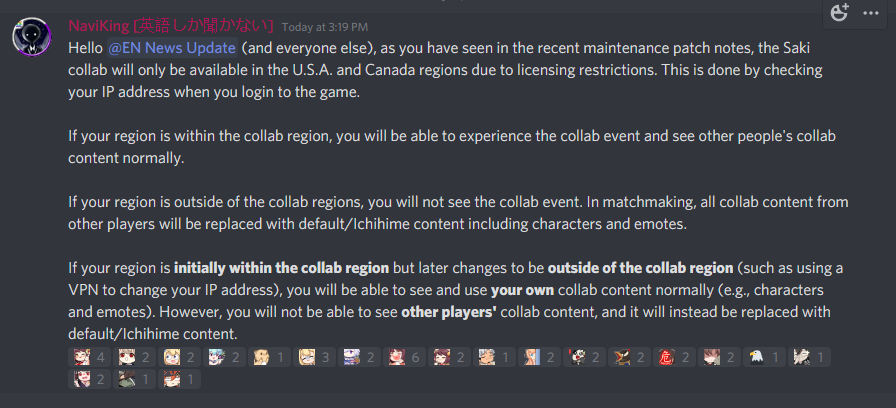 NaviKing [英語しか聞かない] Today at 3:19 PM
Hello @EN News Update (and everyone else), as you have seen in the recent maintenance patch notes, the Saki
collab will only be available in the U.S.A. and Canada regions due to licensing restrictions. This is done by checking
your IP address when you login to the game.
If your region is within the collab region, you will be able to experience the collab event and see other people's collab
content normally.
If your region is outside of the collab regions, you will not see the collab event. In matchmaking, all collab content from
other players will be replaced with default/Ichihime content including characters and emotes.
If your region is initially within the collab region but later changes to be outside of the collab region (such as using a
VPN to change your IP address), you will be able to see and use your own collab content normally (e.g., characters
and emotes). However, you will not be able to see other players' collab content, and it will instead be replaced with
default/Ichihime content.
4 2 2 2 1 3 2 6 2 1 2 2 2 危 2 2 1 1
2 1 1